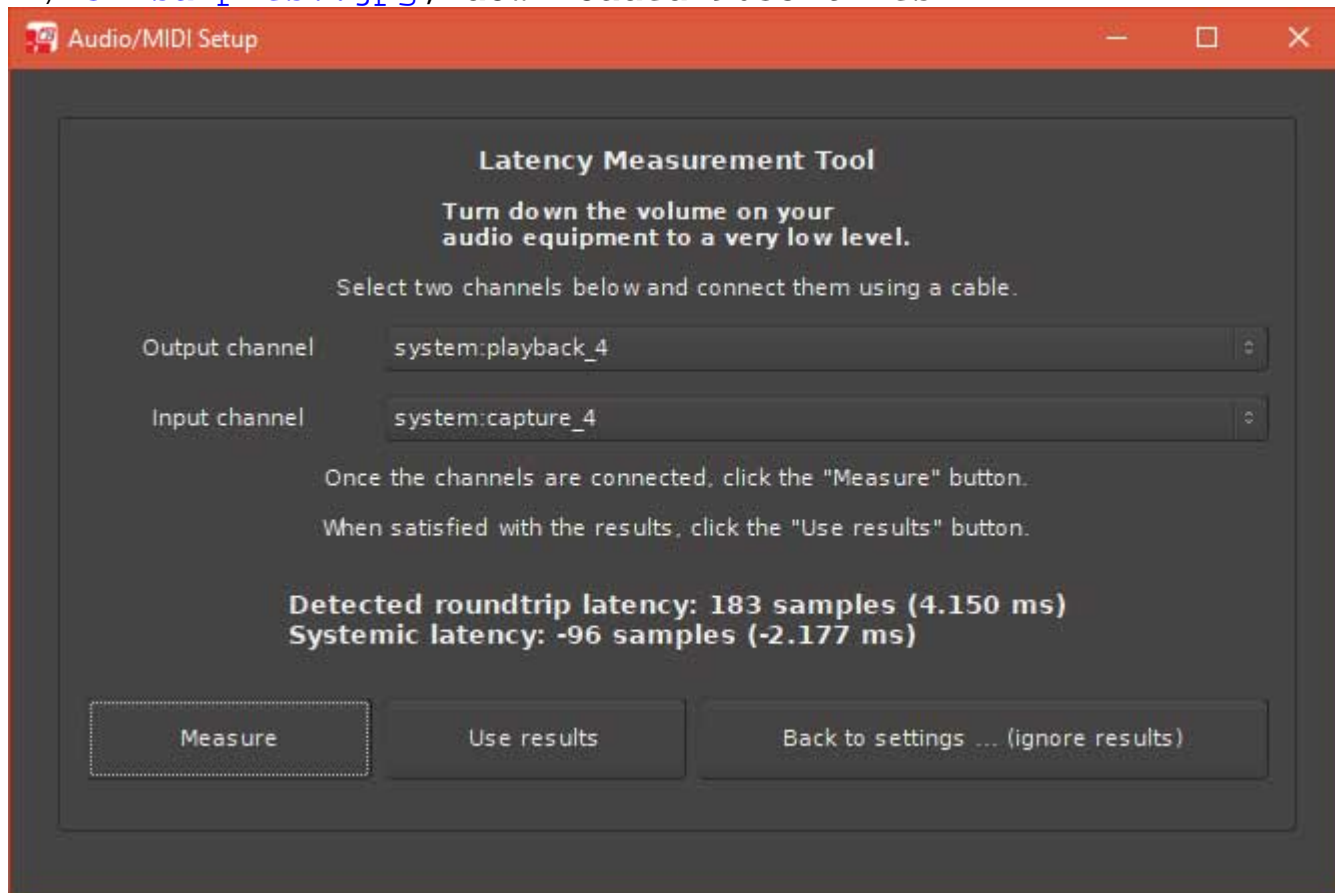 Audio/MIDI Setup
Latency Measurement Tool
Turn down the volume on your
audio equipment to a very low level.
Select two channels below and connect them using a cable.
Output channel system:playback_4
Input channel system:capture_4
Once the channels are connected, click the "Measure" button.
When satisfied with the results, click the "Use results" button.
Detected roundtrip latency: 183 samples (4.150 ms)
Systemic latency: -96 samples (-2.177 ms)
Measure Use results Back to settings ... (ignore results)